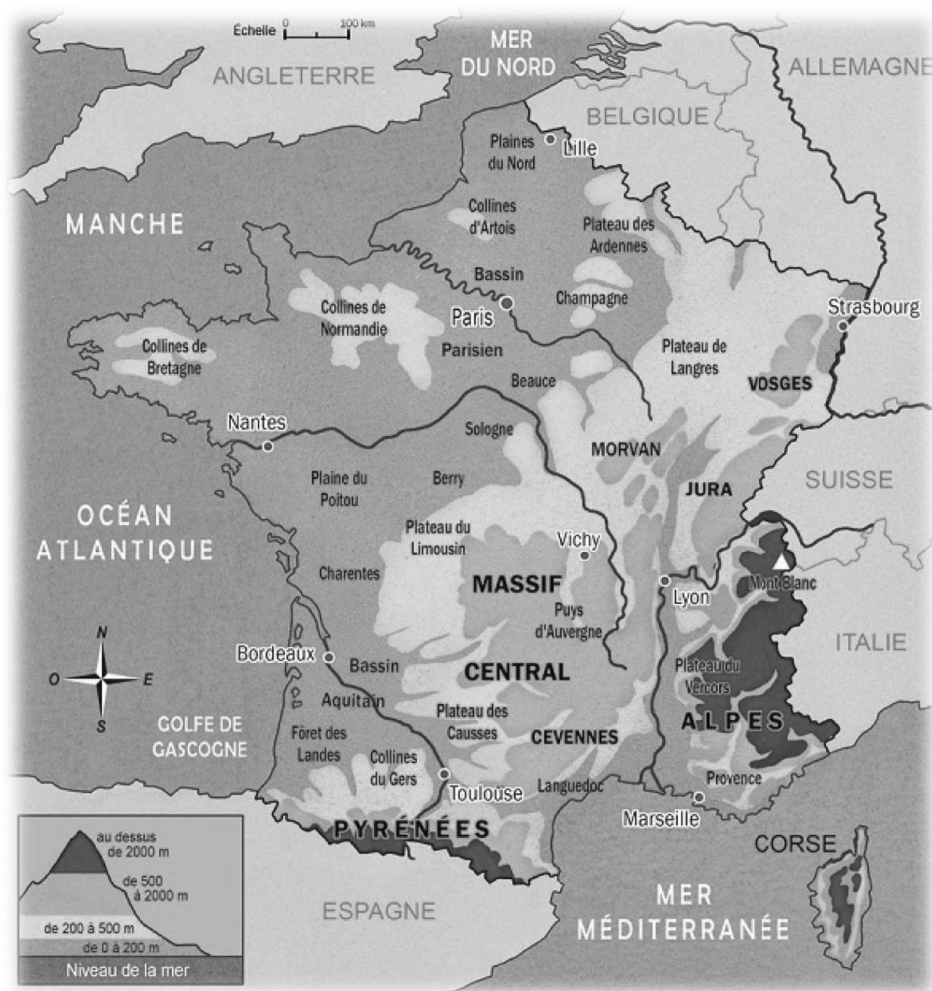 Échelle
0 100 km
MER
DU NORD
ANGLETERRE
ALLEMAGNE
BELGIQUE
Plaines
du Nord
Lille
MANCHE
Collines
d'Artois
Plateau des
Ardennes
Bassin
Champagne
Collines de
Normandie
Paris
Strasbourg
Collines de
Bretagne
Parisien
Plateau de
Langres
Beauce
VOSGES
Nantes
Sologne
MORVAN
Plaine du
Poitou
Berry
JURA
SUISSE
OCÉAN
ATLANTIQUE
Plateau du
Limousin
Vichy
Charentes
MASSIF
Lyon
Mont Blanc
Puys
d'Auvergne
ITALIE
N
O E
S
Bordeaux
Bassin
CENTRAL
Plateau du
Vercors
Aquitain
GOLFE DE
GASCOGNE
Plateau des
Causses
ALPES
Fôret des
Landes
CEVENNES
Collines
du Gers
Toulouse
Languedoc
Provence
Marseille
PYRÉNÉES
CORSE
au dessus
de 2000 m
de 500
à 2000 m
de 200 à 500 m
de 0 à 200 m
Niveau de la mer
ESPAGNE
MER
MÉDITERRANÉE